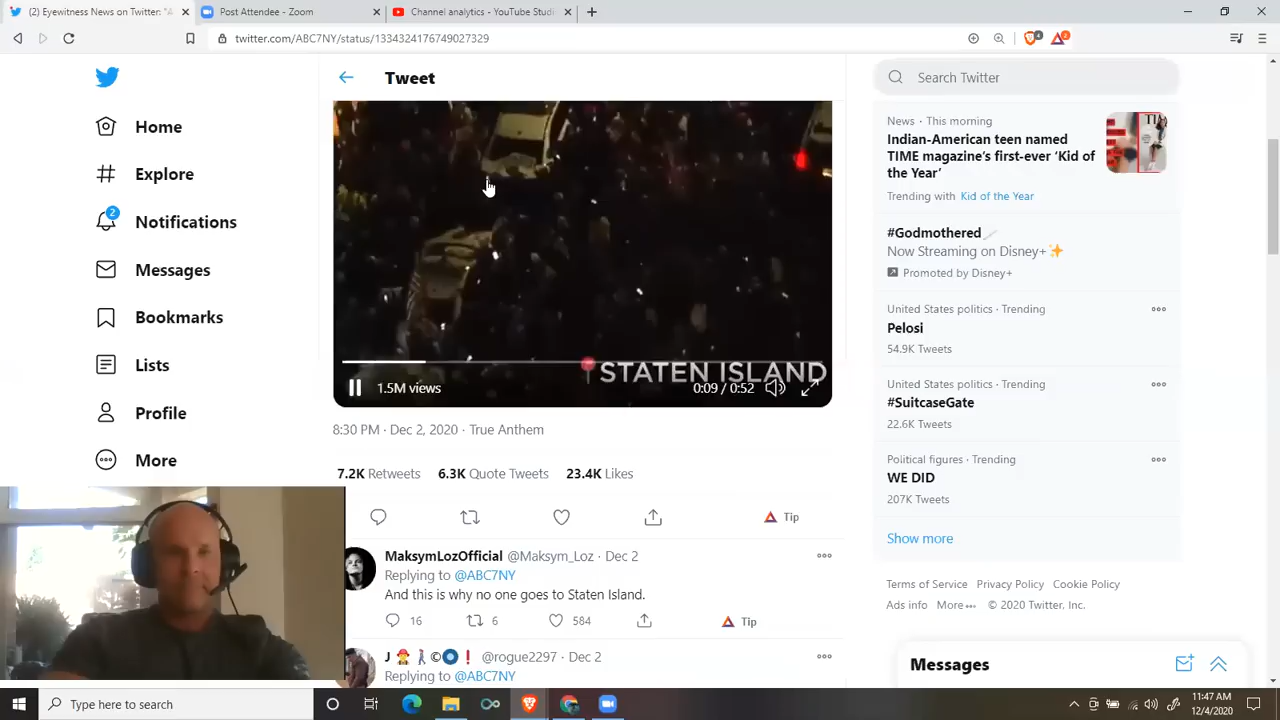 (2) Eyewitness News on Twitter: "A
Post Attendee - Zoom
Channel analytics - YouTube Studi
twitter.com/ABC7NY/status/1334324176749027329
4
2
Home
Explore
2
Notifications
Messages
Bookmarks
Lists
Profile
More
Tweet
STATEN ISLAND
1.5M views
0:09 / 0:52
8:30 PM · Dec 2, 2020 · True Anthem
7.2K Retweets 6.3K Quote Tweets 23.4K Likes
Tip
MaksymLozOfficial @Maksym_Loz · Dec 2
Replying to @ABC7NY
And this is why no one goes to Staten Island.
16 6 584 Tip
J @rogue2297 · Dec 2
Replying to @ABC7NY
Search Twitter
News · This morning
Indian-American teen named
TIME magazine's first-ever 'Kid of
the Year'
Trending with Kid of the Year
#Godmothered
Now Streaming on Disney+✨
Promoted by Disney+
United States politics · Trending
Pelosi
54.9K Tweets
United States politics · Trending
#SuitcaseGate
22.6K Tweets
Political figures · Trending
WE DID
207K Tweets
Show more
Terms of Service Privacy Policy Cookie Policy
Ads info More © 2020 Twitter, Inc.
Messages
Type here to search
11:47 AM
12/4/2020